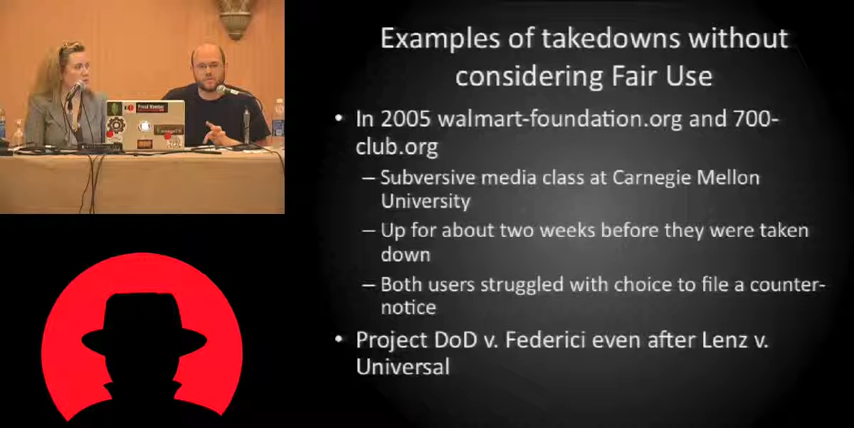 Examples of takedowns without
considering Fair Use
• In 2005 walmart-foundation.org and 700-
club.org
– Subversive media class at Carnegie Mellon
University
– Up for about two weeks before they were taken
down
– Both users struggled with choice to file a counter-
notice
• Project DoD v. Federici even after Lenz v.
Universal